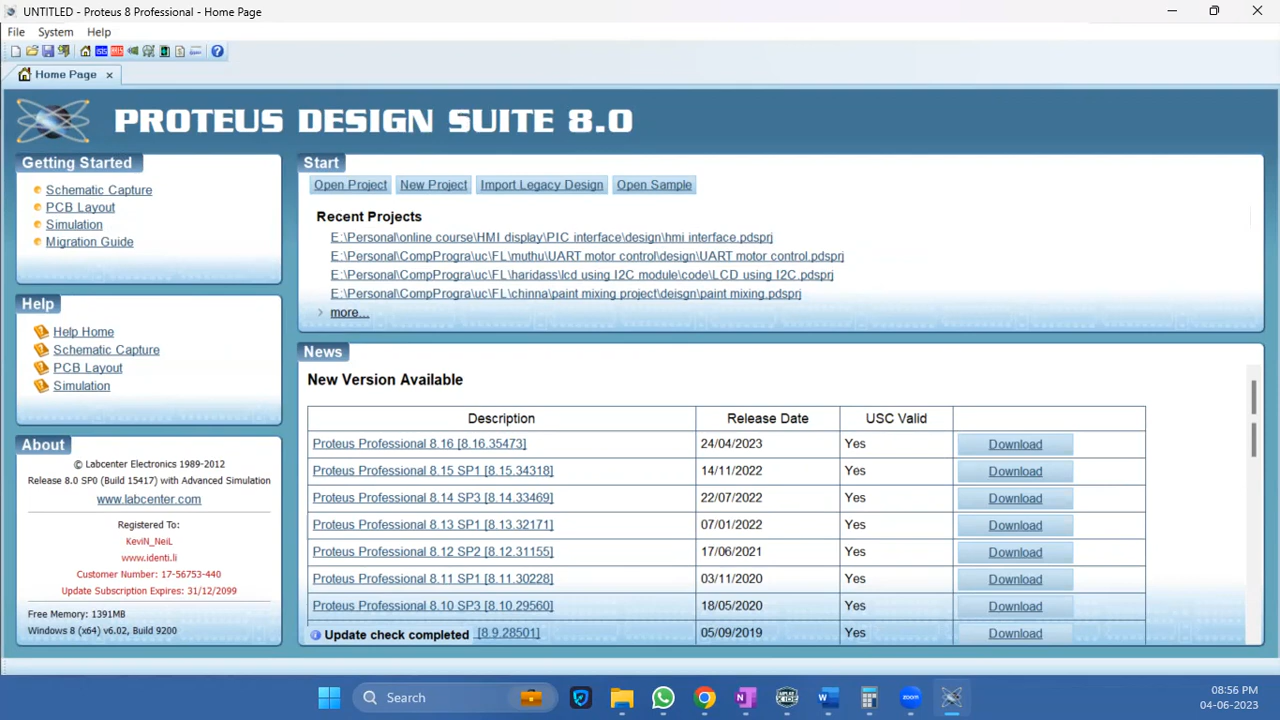 UNTITLED - Proteus 8 Professional - Home Page
File System Help
Home Page
PROTEUS DESIGN SUITE 8.0
Getting Started
Schematic Capture
PCB Layout
Simulation
Migration Guide
Help
Help Home
Schematic Capture
PCB Layout
Simulation
About
© Labcenter Electronics 1989-2012
Release 8.0 SP0 (Build 15417) with Advanced Simulation
www.labcenter.com
Registered To:
KeviN_NeiL
www.identi.li
Customer Number: 17-56753-440
Update Subscription Expires: 31/12/2099
Free Memory: 1391MB
Windows 8 (x64) v6.02, Build 9200
Start
Open Project New Project Import Legacy Design Open Sample
Recent Projects
E:\Personal\online course\HMI display\PIC interface\design\hmi interface.pdsprj
E:\Personal\CompProgra\uc\FL\muthu\UART motor control\design\UART motor control.pdsprj
E:\Personal\CompProgra\uc\FL\haridass\lcd using I2C module\code\LCD using I2C.pdsprj
E:\Personal\CompProgra\uc\FL\chinna\paint mixing project\deisgn\paint mixing.pdsprj
more...
News
New Version Available
Description Release Date USC Valid
Proteus Professional 8.16 [8.16.35473] 24/04/2023 Yes Download
Proteus Professional 8.15 SP1 [8.15.34318] 14/11/2022 Yes Download
Proteus Professional 8.14 SP3 [8.14.33469] 22/07/2022 Yes Download
Proteus Professional 8.13 SP1 [8.13.32171] 07/01/2022 Yes Download
Proteus Professional 8.12 SP2 [8.12.31155] 17/06/2021 Yes Download
Proteus Professional 8.11 SP1 [8.11.30228] 03/11/2020 Yes Download
Proteus Professional 8.10 SP3 [8.10.29560] 18/05/2020 Yes Download
Update check completed [8.9.28501] 05/09/2019 Yes Download
Search
08:56 PM
04-06-2023